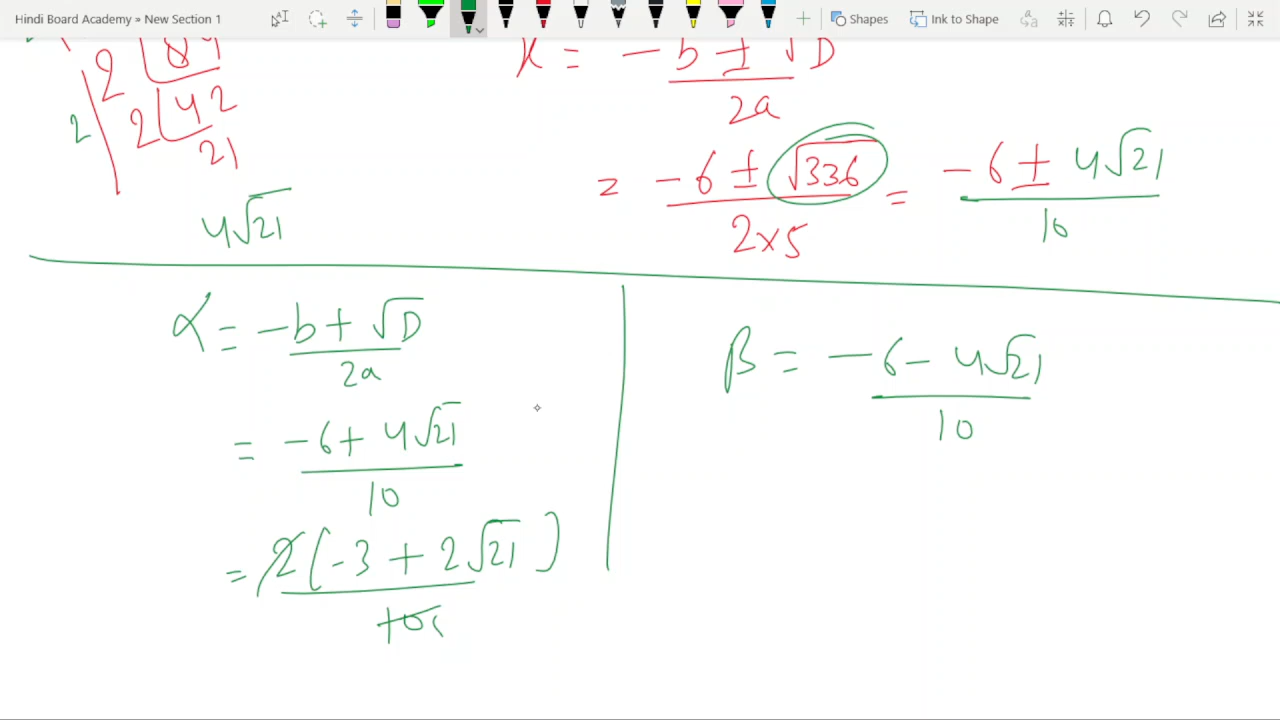 Hindi Board Academy » New Section 1
Shapes
Ink to Shape
2 84
2 2 42
21
4√21
x = -b ± √D
2a
= -6 ± √336 = -6 ± 4√21
2×5 10
α = -b + √D
2a
= -6 + 4√21
10
= 2(-3 + 2√21)
10
β = -6 - 4√21
10